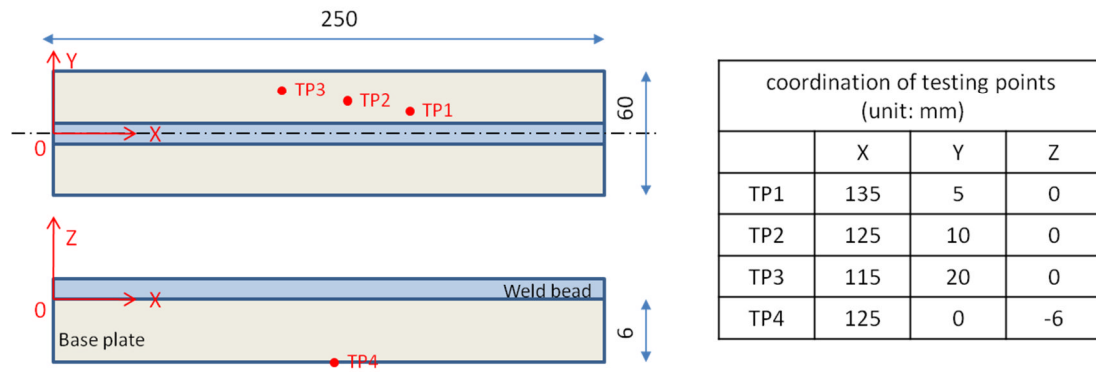 250
Y
TP3
TP2
TP1
X
0
60
Z
0
X
Weld bead
Base plate
6
TP4
coordination of testing points
(unit: mm)
X Y Z
TP1 135 5 0
TP2 125 10 0
TP3 115 20 0
TP4 125 0 -6